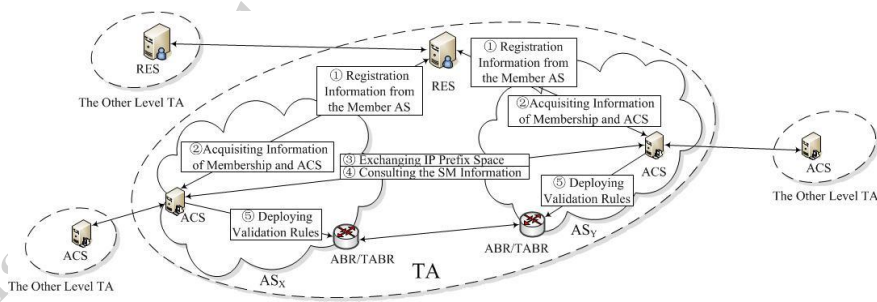 RES
The Other Level TA
① Registration
Information from
the Member AS
RES
① Registration
Information from
the Member AS
②Acquisiting Information
of Membership and ACS
②Acquisiting Information
of Membership and ACS
③ Exchanging IP Prefix Space
④ Consulting the SM Information
ACS
ACS
The Other Level TA
ACS
⑤ Deploying
Validation Rules
⑤ Deploying
Validation Rules
ACS
The Other Level TA
ABR/TABR
ABR/TABR
ASX
TA
ASY